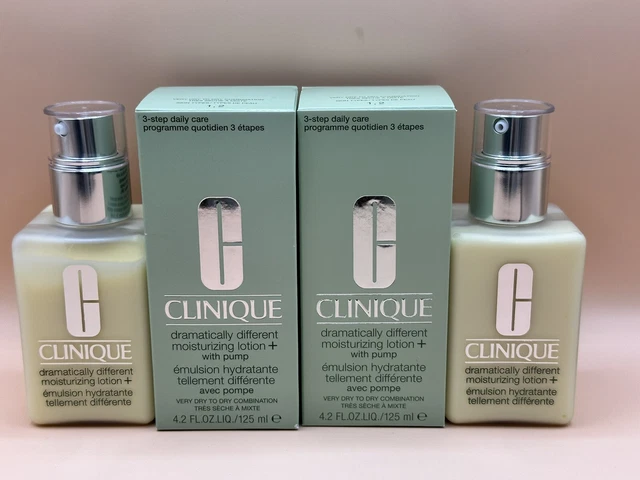 CLINIQUE
dramatically different
moisturizing lotion +
émulsion hydratante
tellement différente
1, 2
3-step daily care
programme quotidien 3 étapes
CLINIQUE
dramatically different
moisturizing lotion +
with pump
émulsion hydratante
tellement différente
avec pompe
VERY DRY TO DRY COMBINATION
TRÈS SÈCHE À MIXTE
4.2 FL.OZ.LIQ./125 ml ℮
1, 2
3-step daily care
programme quotidien 3 étapes
CLINIQUE
dramatically different
moisturizing lotion +
with pump
émulsion hydratante
tellement différente
avec pompe
VERY DRY TO DRY COMBINATION
TRÈS SÈCHE À MIXTE
4.2 FL.OZ.LIQ./125 ml ℮
CLINIQUE
dramatically different
moisturizing lotion +
émulsion hydratante
tellement différente